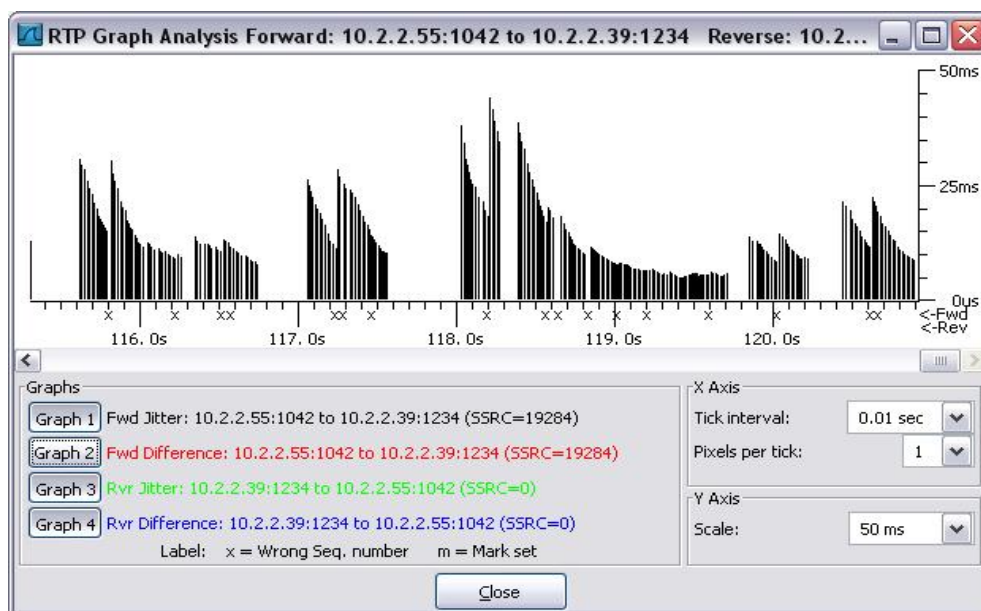 RTP Graph Analysis Forward: 10.2.2.55:1042 to 10.2.2.39:1234 Reverse: 10.2...
50ms
25ms
0us
x x x x x x x x x x x x x x x x x <-Fwd
<-Rev
116. 0s 117. 0s 118. 0s 119. 0s 120. 0s
Graphs
Graph 1 Fwd Jitter: 10.2.2.55:1042 to 10.2.2.39:1234 (SSRC=19284)
Graph 2 Fwd Difference: 10.2.2.55:1042 to 10.2.2.39:1234 (SSRC=19284)
Graph 3 Rvr Jitter: 10.2.2.39:1234 to 10.2.2.55:1042 (SSRC=0)
Graph 4 Rvr Difference: 10.2.2.39:1234 to 10.2.2.55:1042 (SSRC=0)
Label: x = Wrong Seq. number m = Mark set
X Axis
Tick interval: 0.01 sec
Pixels per tick: 1
Y Axis
Scale: 50 ms
Close